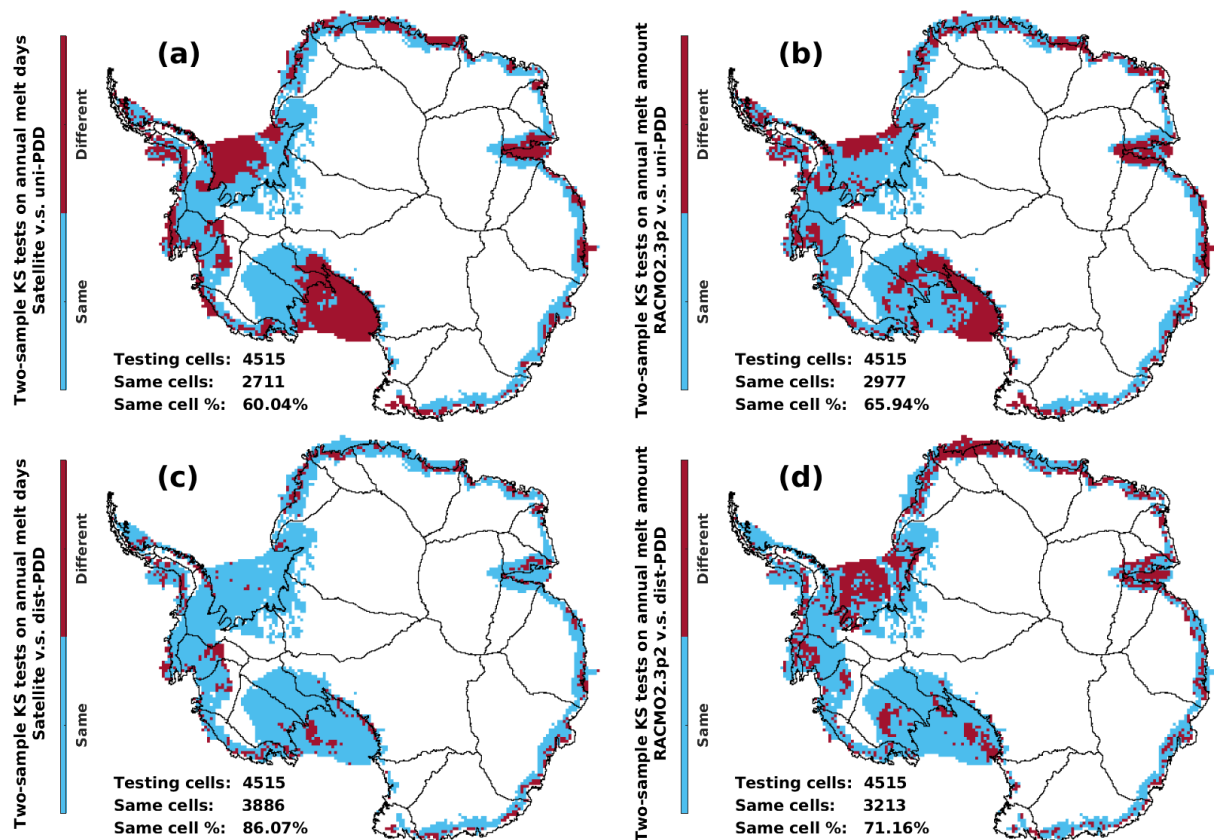 (a)
Two-sample KS tests on annual melt days
Satellite v.s. uni-PDD
Different
Same
Testing cells: 4515
Same cells: 2711
Same cell %: 60.04%
(b)
Two-sample KS tests on annual melt amount
RACMO2.3p2 v.s. uni-PDD
Different
Same
Testing cells: 4515
Same cells: 2977
Same cell %: 65.94%
(c)
Two-sample KS tests on annual melt days
Satellite v.s. dist-PDD
Different
Same
Testing cells: 4515
Same cells: 3886
Same cell %: 86.07%
(d)
Two-sample KS tests on annual melt amount
RACMO2.3p2 v.s. dist-PDD
Different
Same
Testing cells: 4515
Same cells: 3213
Same cell %: 71.16%